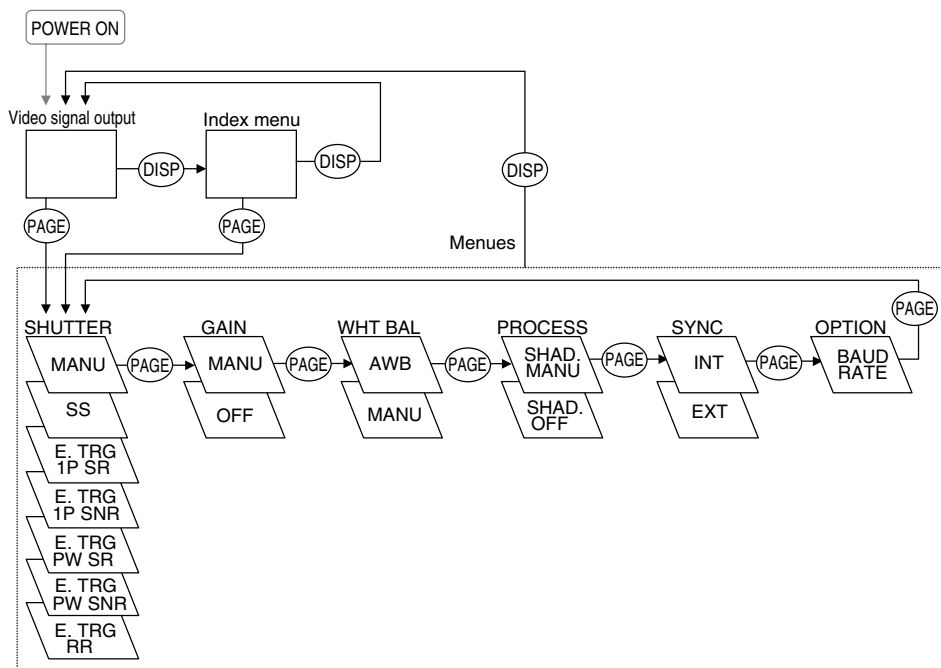 POWER ON
Video signal output
Index menu
DISP
DISP
DISP
PAGE
PAGE
Menues
PAGE
SHUTTER
GAIN
WHT BAL
PROCESS
SYNC
OPTION
MANU
PAGE
MANU
PAGE
AWB
PAGE
SHAD.
MANU
PAGE
INT
PAGE
BAUD
RATE
SS
OFF
MANU
SHAD.
OFF
EXT
E. TRG
1P SR
E. TRG
1P SNR
E. TRG
PW SR
E. TRG
PW SNR
E. TRG
RR